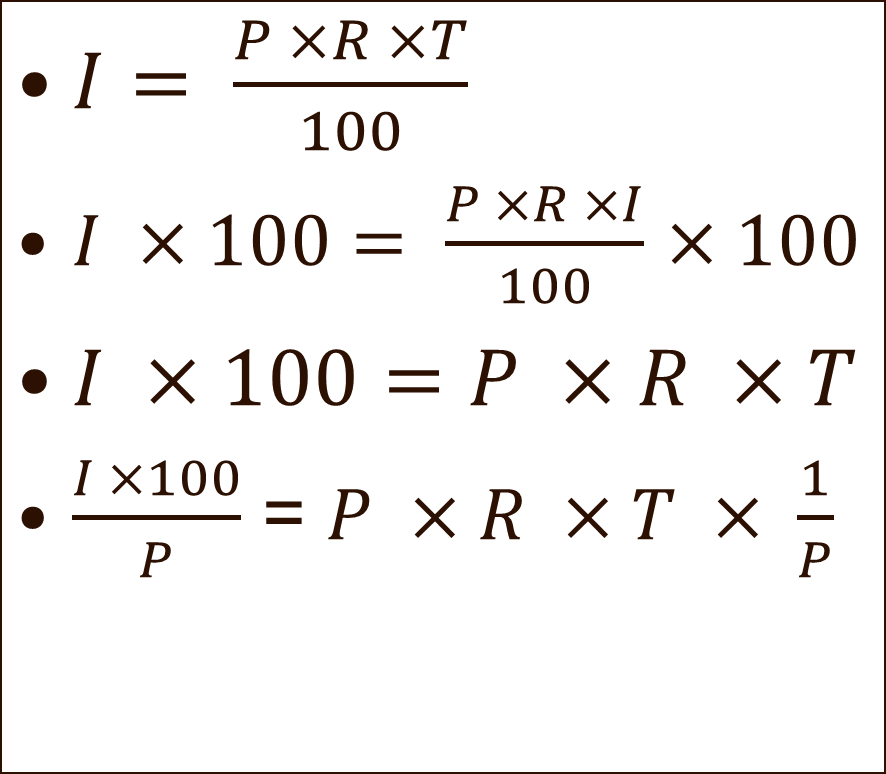 • I = P ×R ×T / 100
• I × 100 = P ×R ×I / 100 × 100
• I × 100 = P × R × T
• I ×100 / P = P × R × T × 1 / P